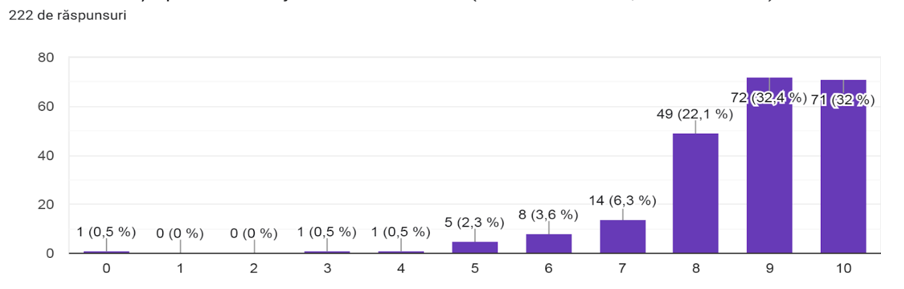 222 de răspunsuri
80
60
40
20
0
1 (0,5 %)
0 (0 %)
0 (0 %)
1 (0,5 %)
1 (0,5 %)
5 (2,3 %)
8 (3,6 %)
14 (6,3 %)
49 (22,1 %)
72 (32,4 %)
71 (32 %)
0 1 2 3 4 5 6 7 8 9 10